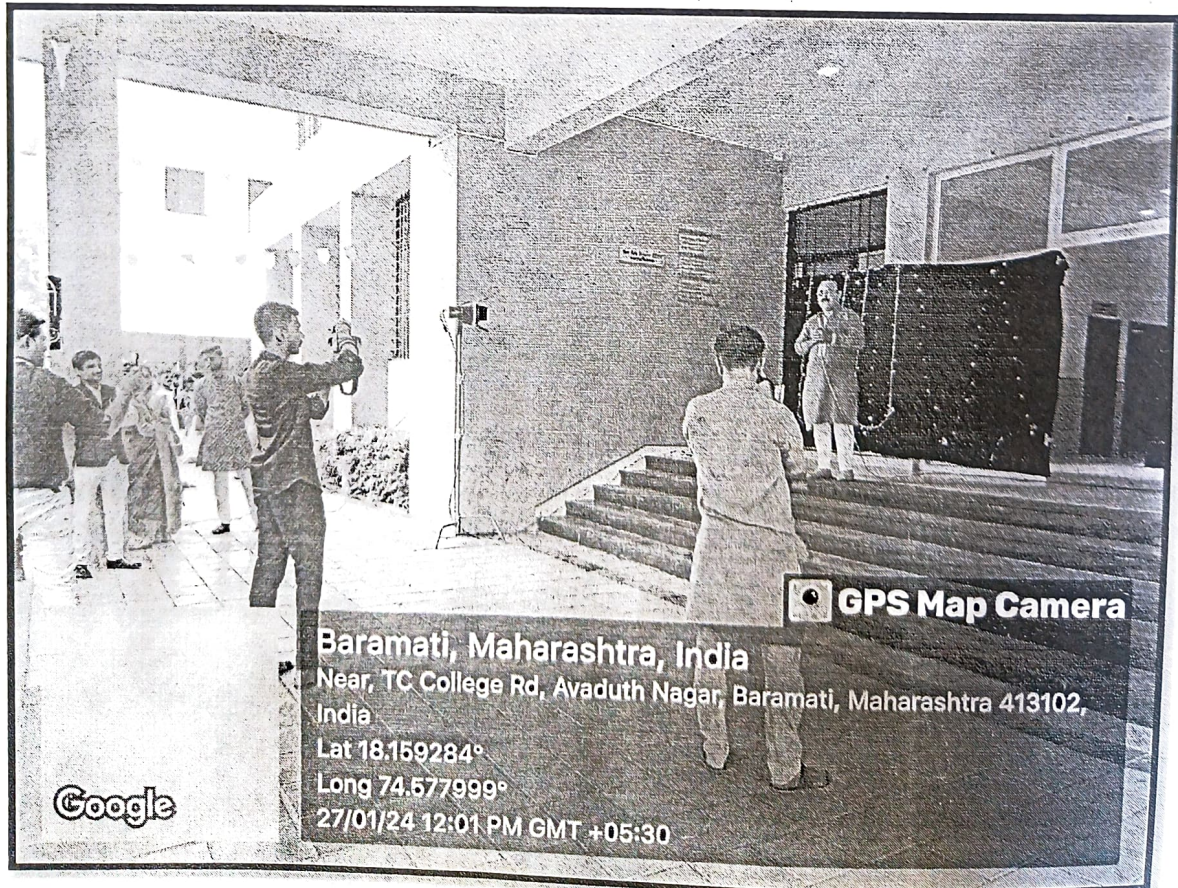 GPS Map Camera
Baramati, Maharashtra, India
Near, TC College Rd, Avaduth Nagar, Baramati, Maharashtra 413102,
India
Lat 18.159284°
Long 74.577999°
27/01/24 12:01 PM GMT +05:30
Google